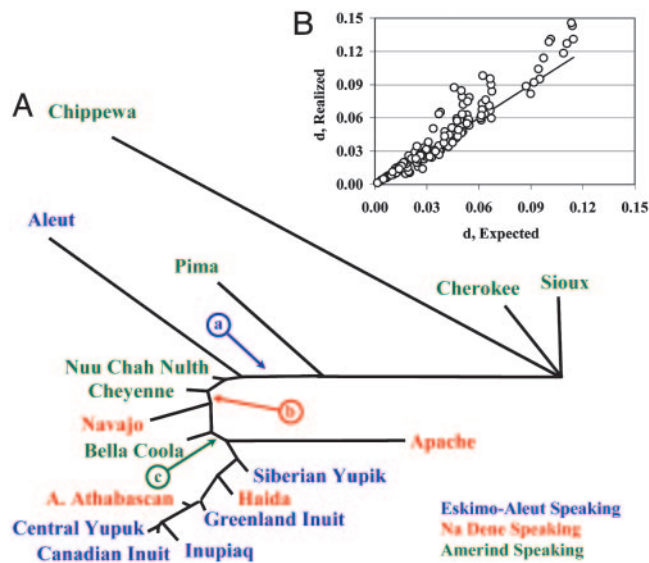 B
0.15
0.12
0.09
0.06
0.03
0.00
d, Realized
0.00 0.03 0.06 0.09 0.12 0.15
d, Expected
A
Chippewa
Aleut
Pima
Cherokee
Sioux
a
Nuu Chah Nulth
Cheyenne
b
Navajo
Bella Coola
Apache
c
Siberian Yupik
A. Athabascan
Haida
Greenland Inuit
Central Yupuk
Canadian Inuit
Inupiaq
Eskimo-Aleut Speaking
Na Dene Speaking
Amerind Speaking